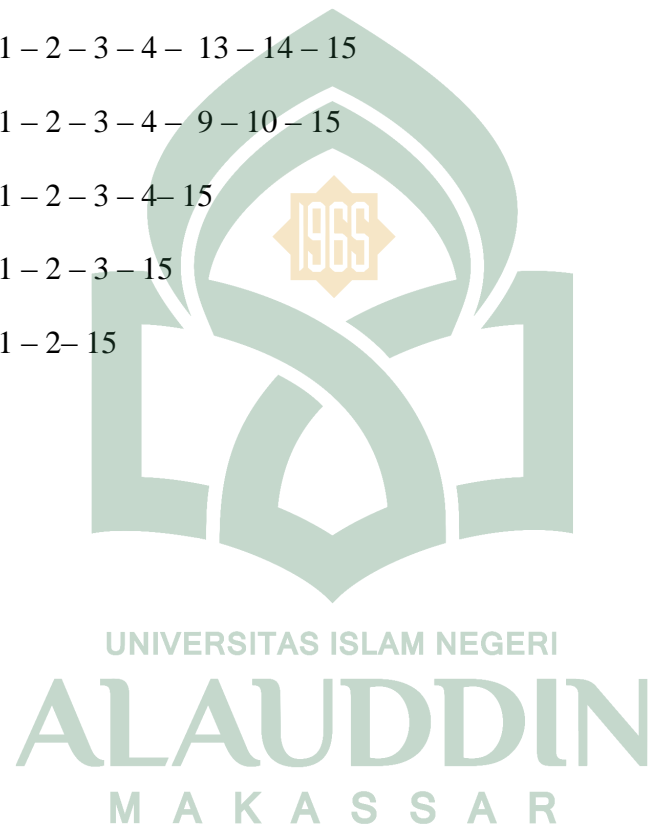 1 – 2 – 3 – 4 –  13 – 14 – 15
1 – 2 – 3 – 4 –  9 – 10 – 15
1 – 2 – 3 – 4– 15
1965
1 – 2 – 3 – 15
1 – 2– 15
UNIVERSITAS ISLAM NEGERI
ALAUDDIN
MAKASSAR